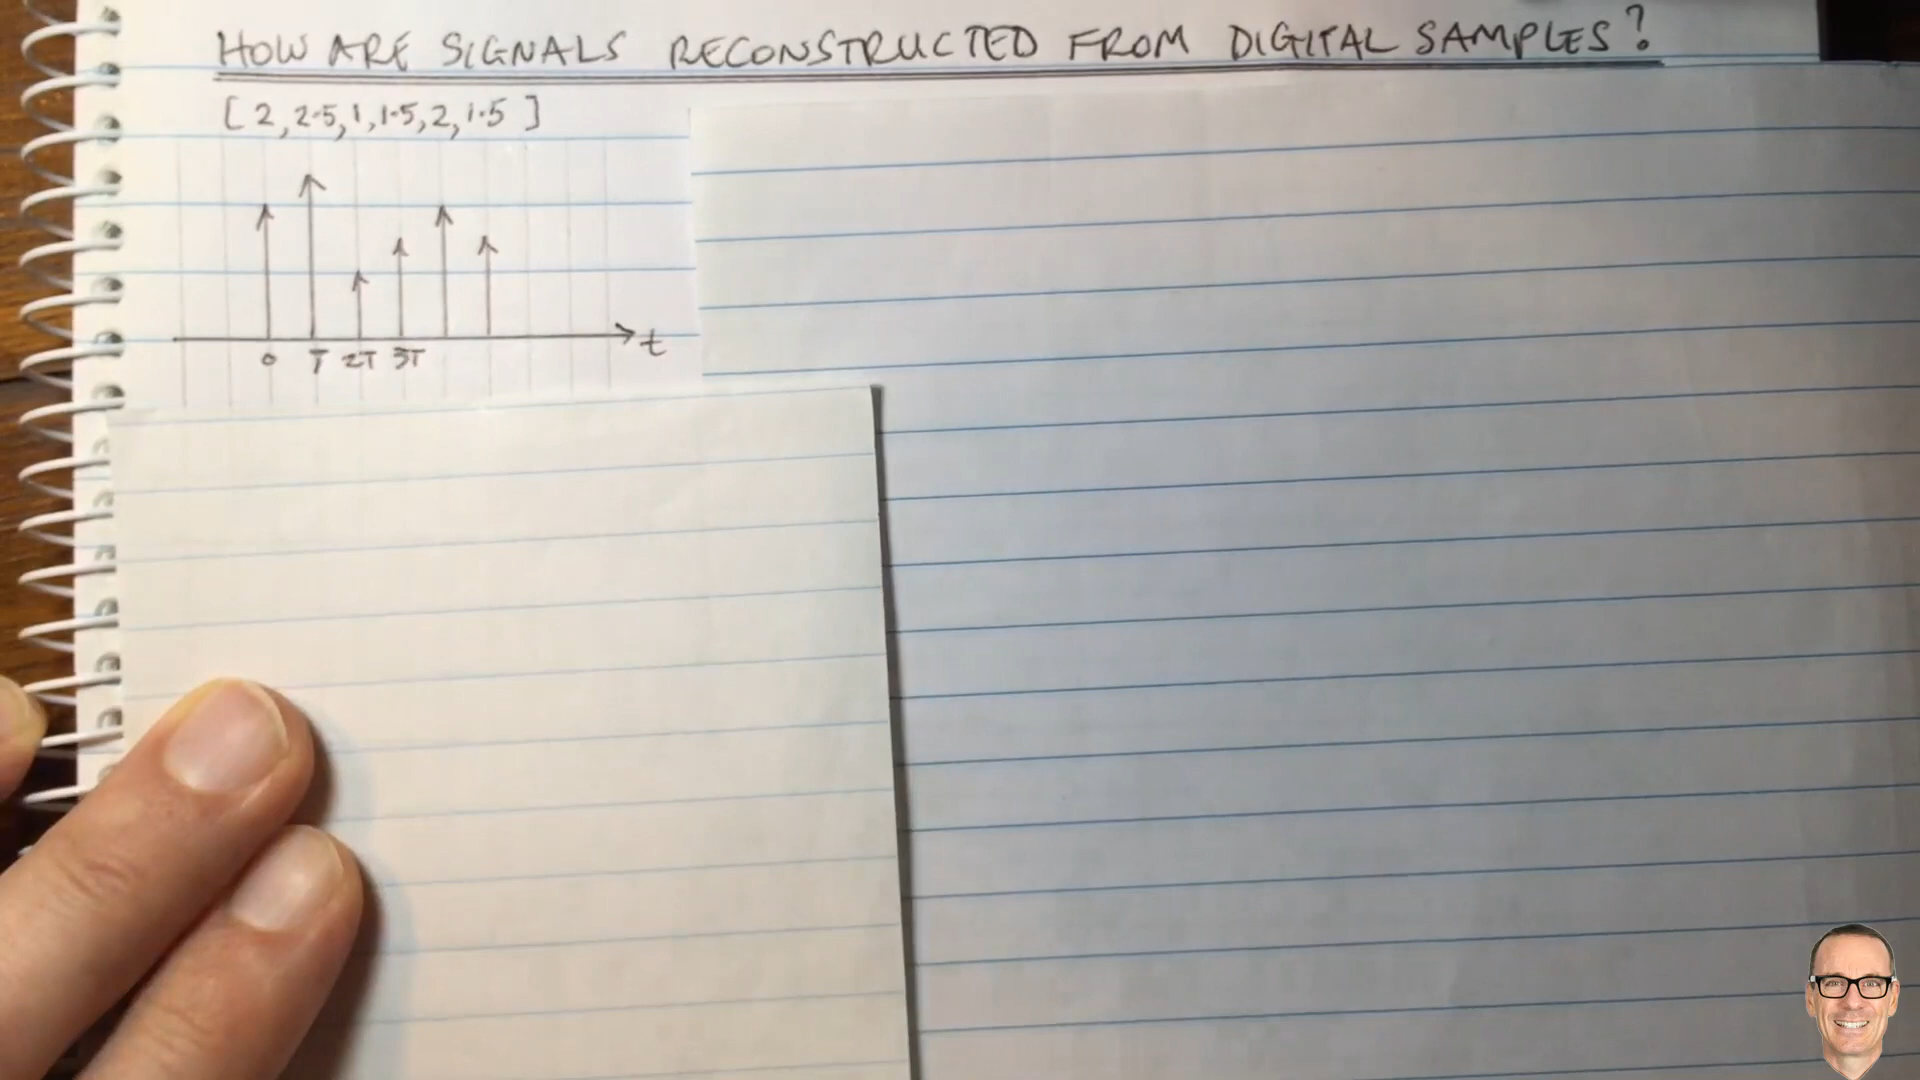 HOW ARE SIGNALS RECONSTRUCTED FROM DIGITAL SAMPLES?
[ 2, 2.5, 1, 1.5, 2, 1.5 ]
t
0 T 2T 3T